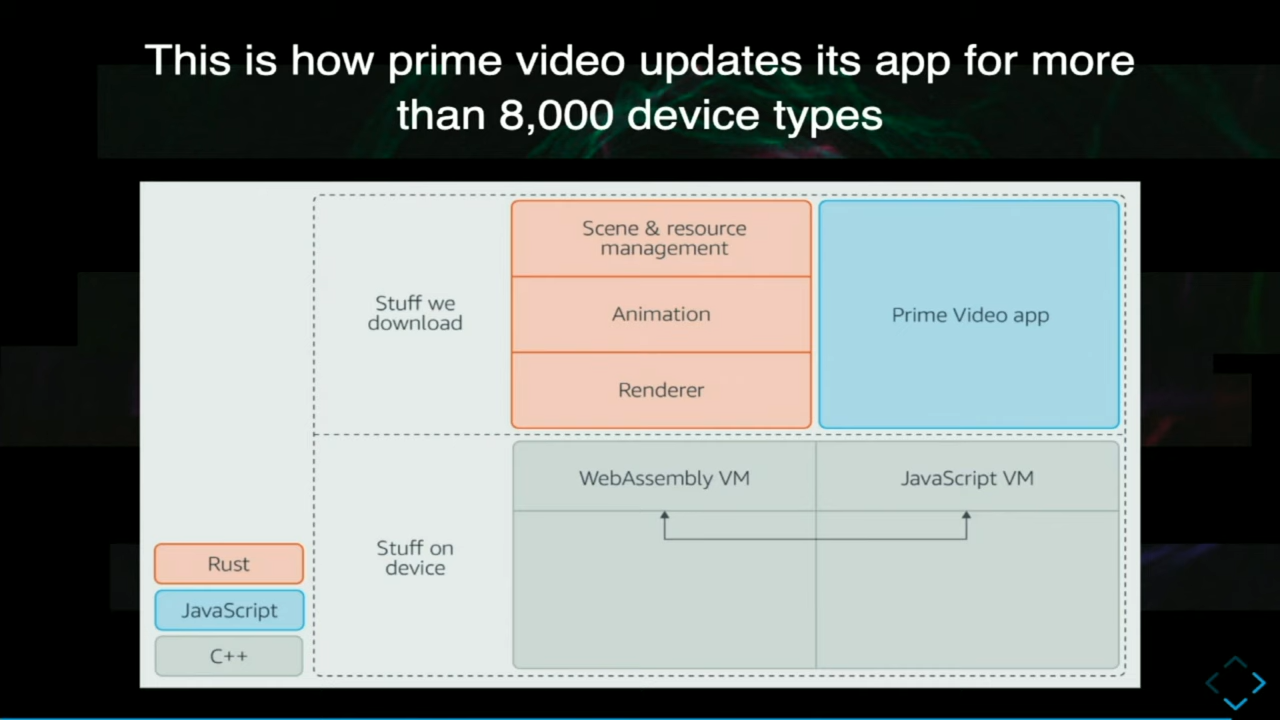 This is how prime video updates its app for more
than 8,000 device types
Stuff we
download
Scene & resource
management
Animation
Renderer
Prime Video app
Stuff on
device
WebAssembly VM
JavaScript VM
Rust
JavaScript
C++